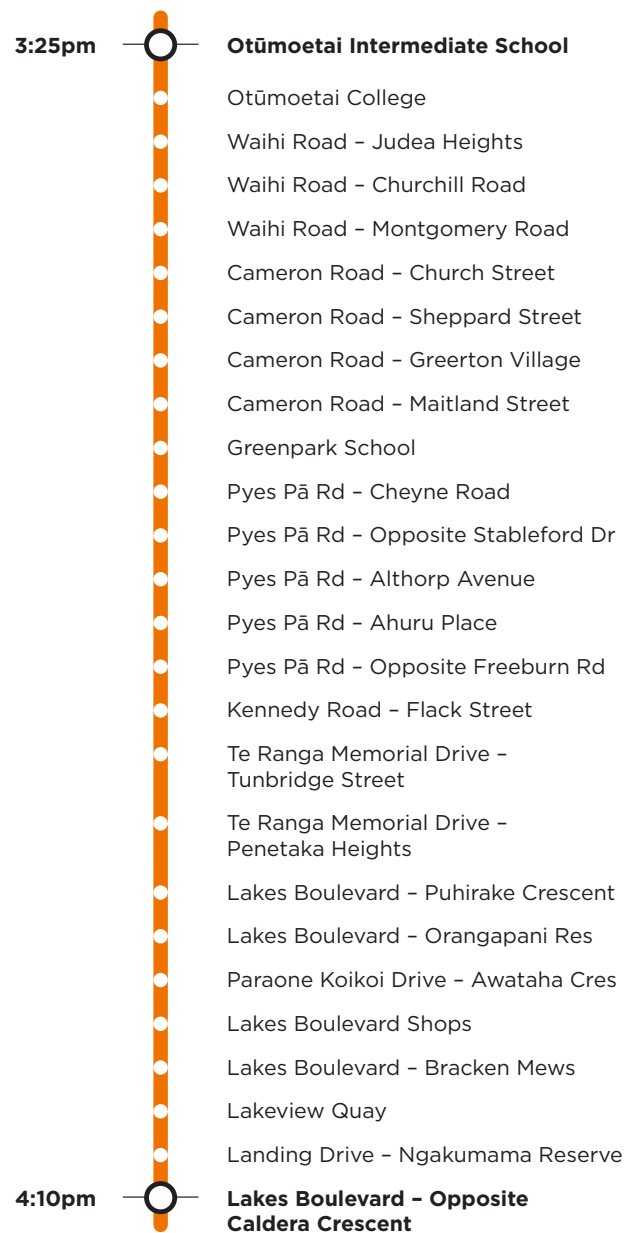 3:25pm Otūmoetai Intermediate School
Otūmoetai College
Waihi Road – Judea Heights
Waihi Road – Churchill Road
Waihi Road – Montgomery Road
Cameron Road – Church Street
Cameron Road – Sheppard Street
Cameron Road – Greerton Village
Cameron Road – Maitland Street
Greenpark School
Pyes Pā Rd – Cheyne Road
Pyes Pā Rd – Opposite Stableford Dr
Pyes Pā Rd – Althorp Avenue
Pyes Pā Rd – Ahuru Place
Pyes Pā Rd – Opposite Freeburn Rd
Kennedy Road – Flack Street
Te Ranga Memorial Drive –
Tunbridge Street
Te Ranga Memorial Drive –
Penetaka Heights
Lakes Boulevard – Puhirake Crescent
Lakes Boulevard – Orangapani Res
Paraone Koikoi Drive – Awataha Cres
Lakes Boulevard Shops
Lakes Boulevard – Bracken Mews
Lakeview Quay
Landing Drive – Ngakumama Reserve
4:10pm Lakes Boulevard – Opposite
Caldera Crescent